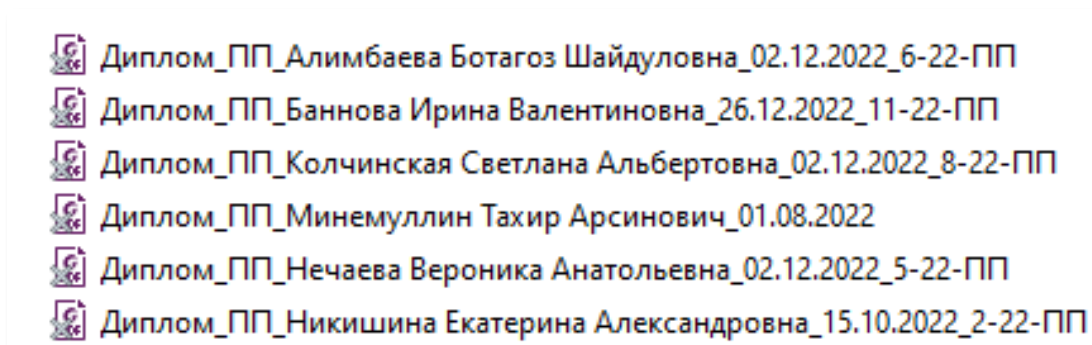 Диплом_ПП_Алимбаева Ботагоз Шайдуловна_02.12.2022_6-22-ПП
Диплом_ПП_Баннова Ирина Валентиновна_26.12.2022_11-22-ПП
Диплом_ПП_Колчинская Светлана Альбертовна_02.12.2022_8-22-ПП
Диплом_ПП_Минемуллин Тахир Арсинович_01.08.2022
Диплом_ПП_Нечаева Вероника Анатольевна_02.12.2022_5-22-ПП
Диплом_ПП_Никишина Екатерина Александровна_15.10.2022_2-22-ПП